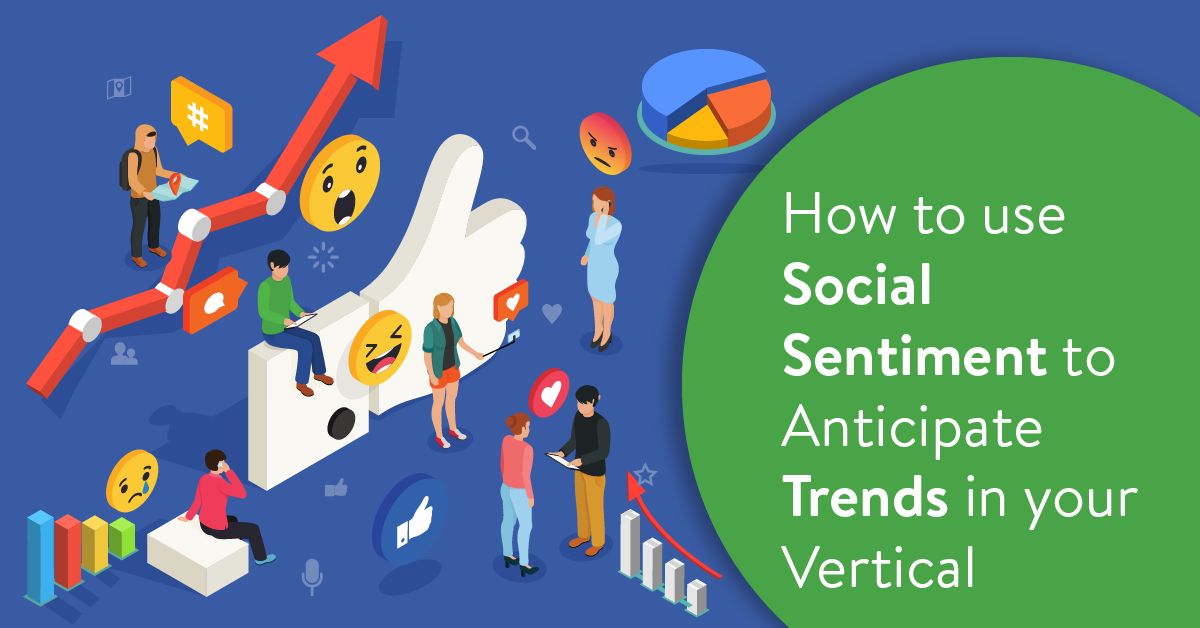 #
How to use
Social
Sentiment to
Anticipate
Trends in your
Vertical